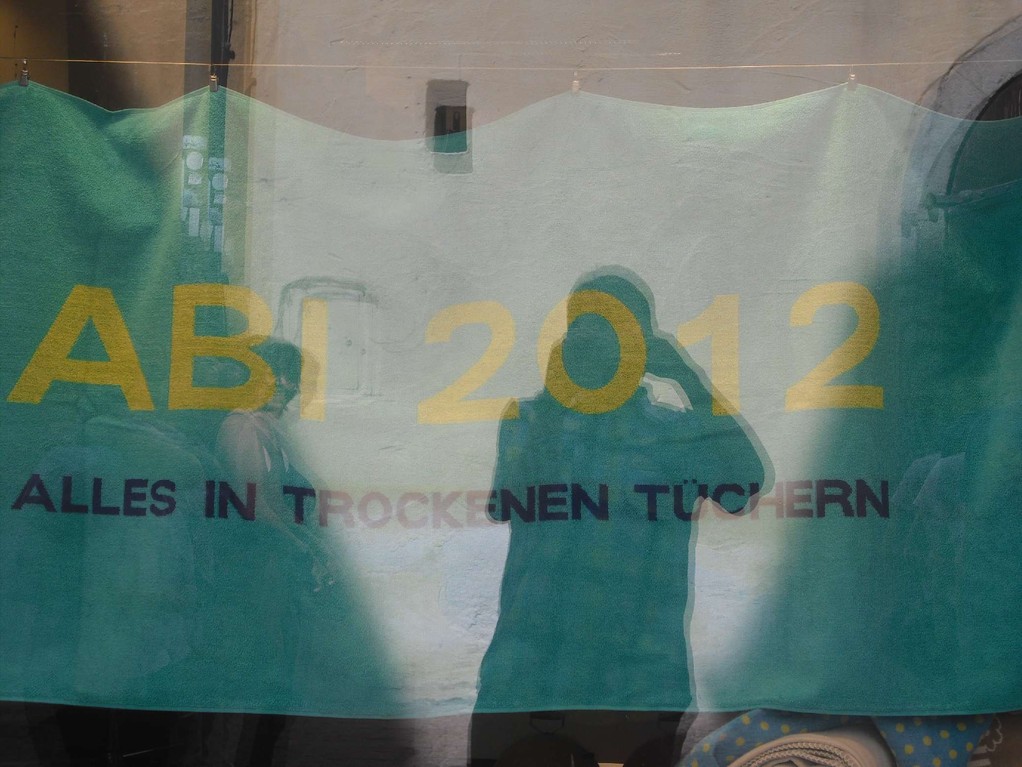 ABI 2012
ALLES IN TROCKENEN TÜCHERN